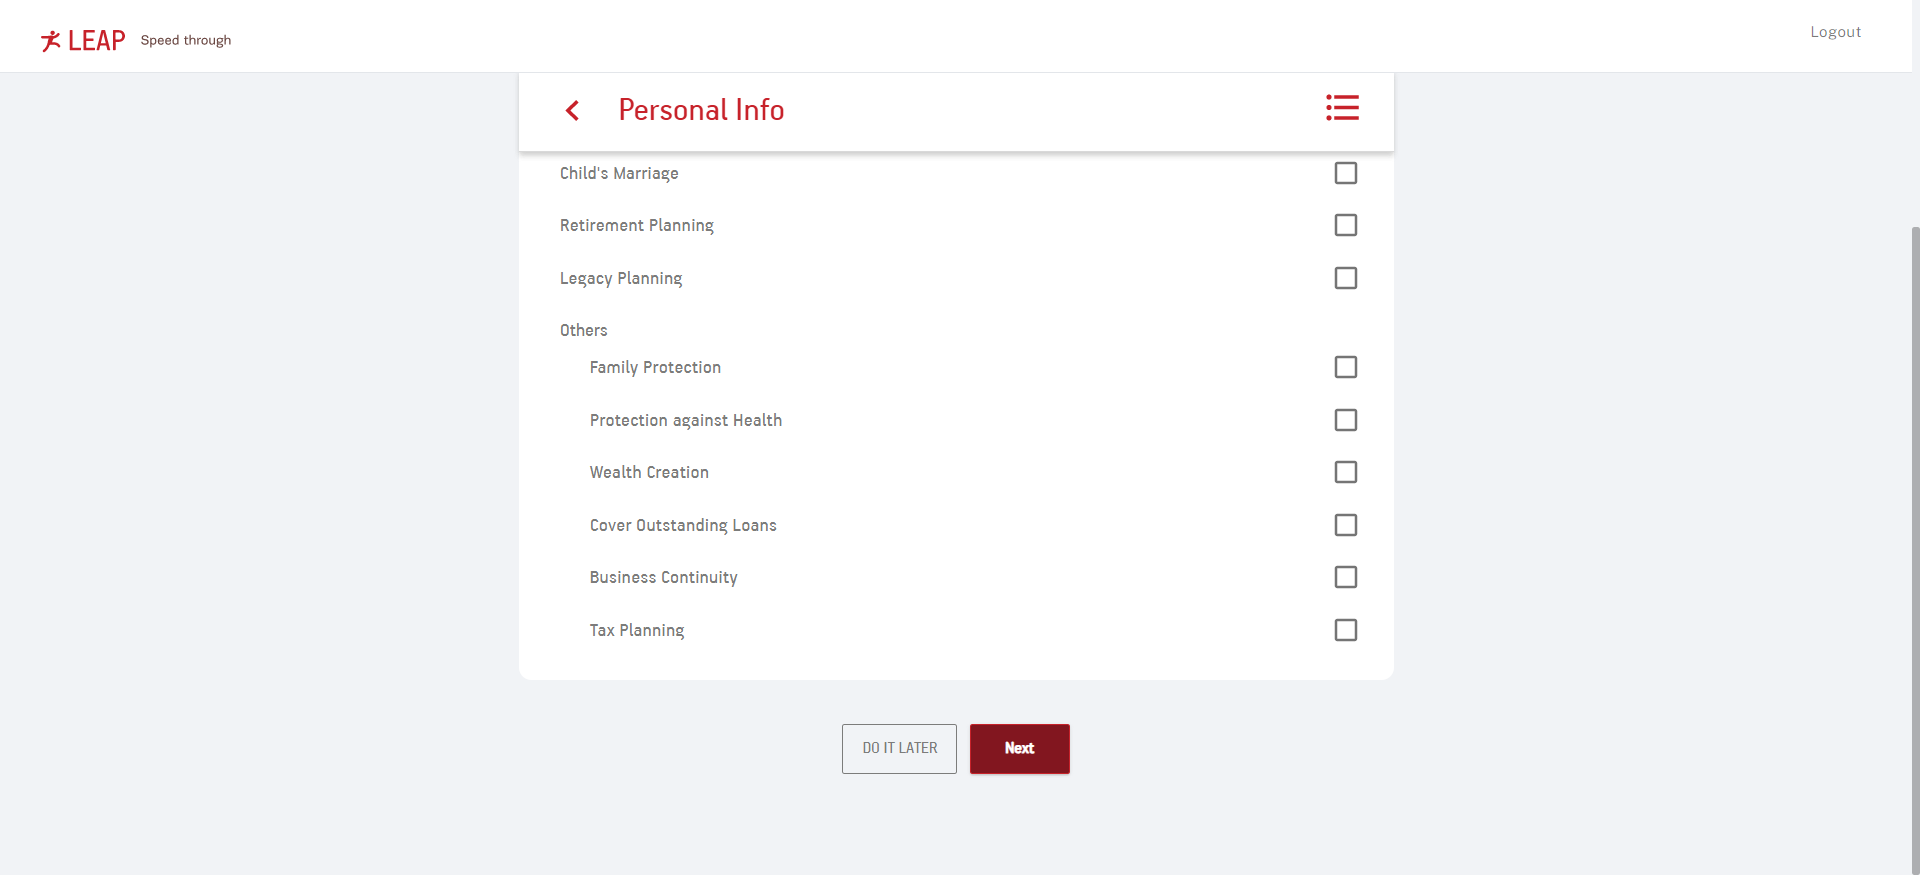 LEAP Speed through
Logout
Personal Info
Child's Marriage
Retirement Planning
Legacy Planning
Others
Family Protection
Protection against Health
Wealth Creation
Cover Outstanding Loans
Business Continuity
Tax Planning
DO IT LATER
Next